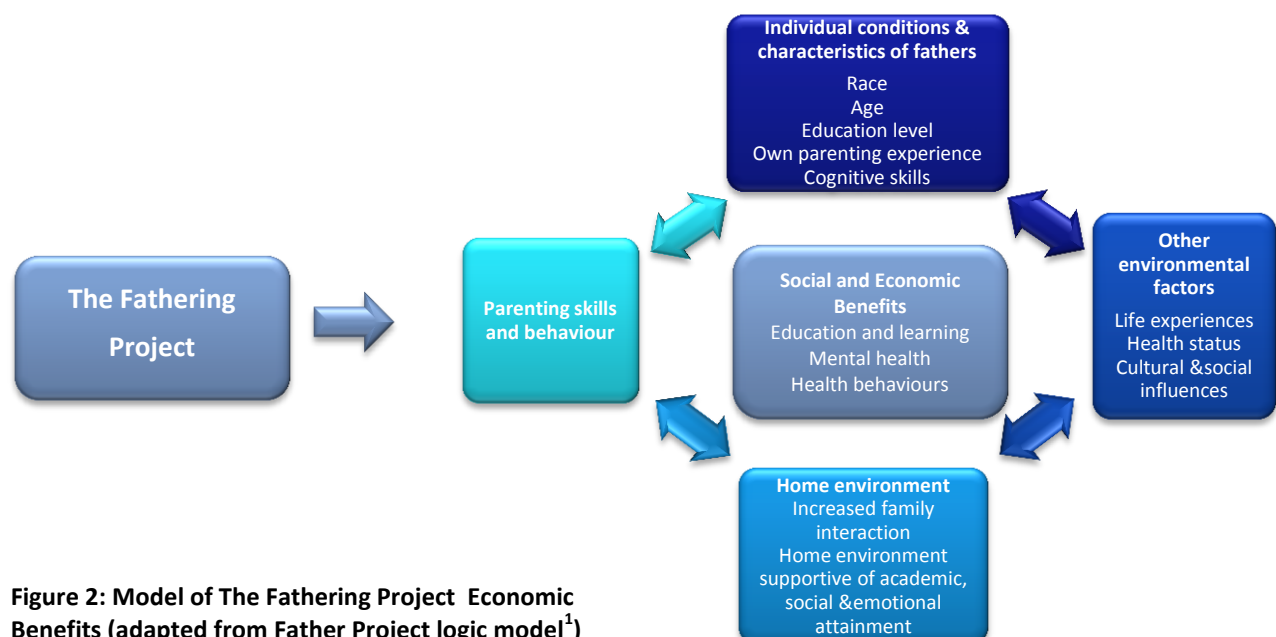 Individual conditions &
characteristics of fathers
Race
Age
Education level
Own parenting experience
Cognitive skills
The Fathering
Project
Parenting skills
and behaviour
Social and Economic
Benefits
Education and learning
Mental health
Health behaviours
Other
environmental
factors
Life experiences
Health status
Cultural &social
influences
Home environment
Increased family
interaction
Home environment
supportive of academic,
social &emotional
attainment
Figure 2: Model of The Fathering Project  Economic
Benefits (adapted from Father Project logic model¹)